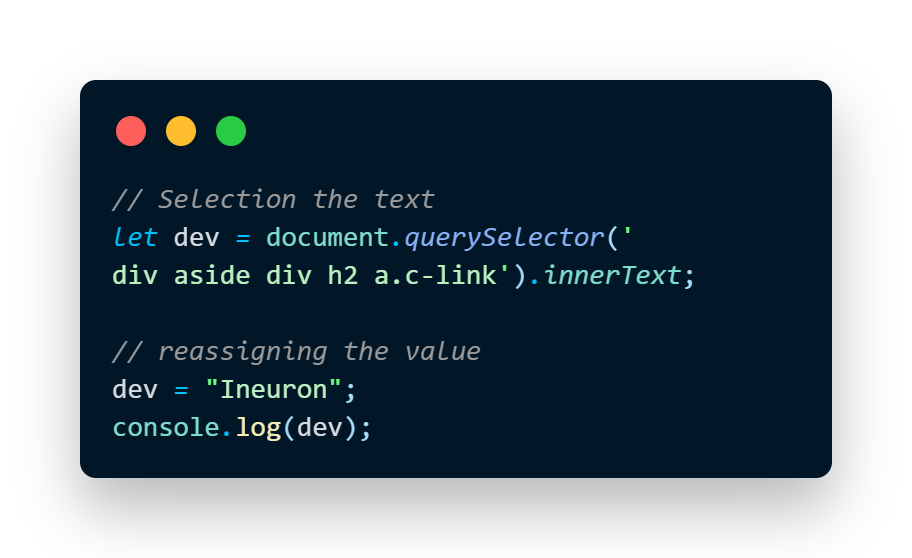 // Selection the text
let dev = document.querySelector('
div aside div h2 a.c-link').innerText;
// reassigning the value
dev = "Ineuron";
console.log(dev);